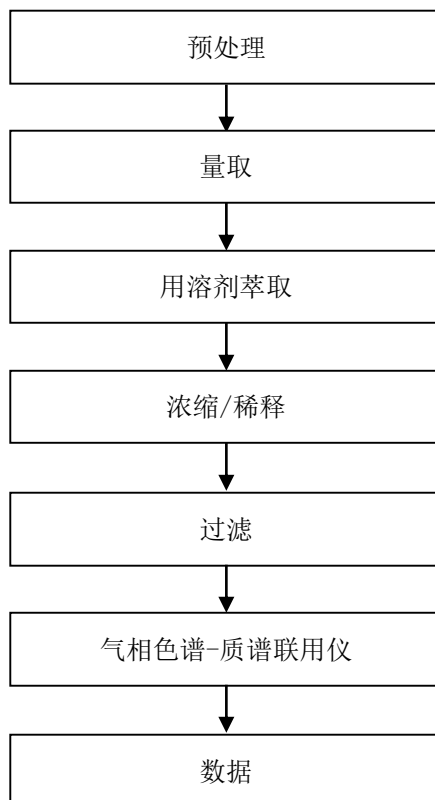 预处理
量取
用溶剂萃取
浓缩/稀释
过滤
气相色谱-质谱联用仪
数据